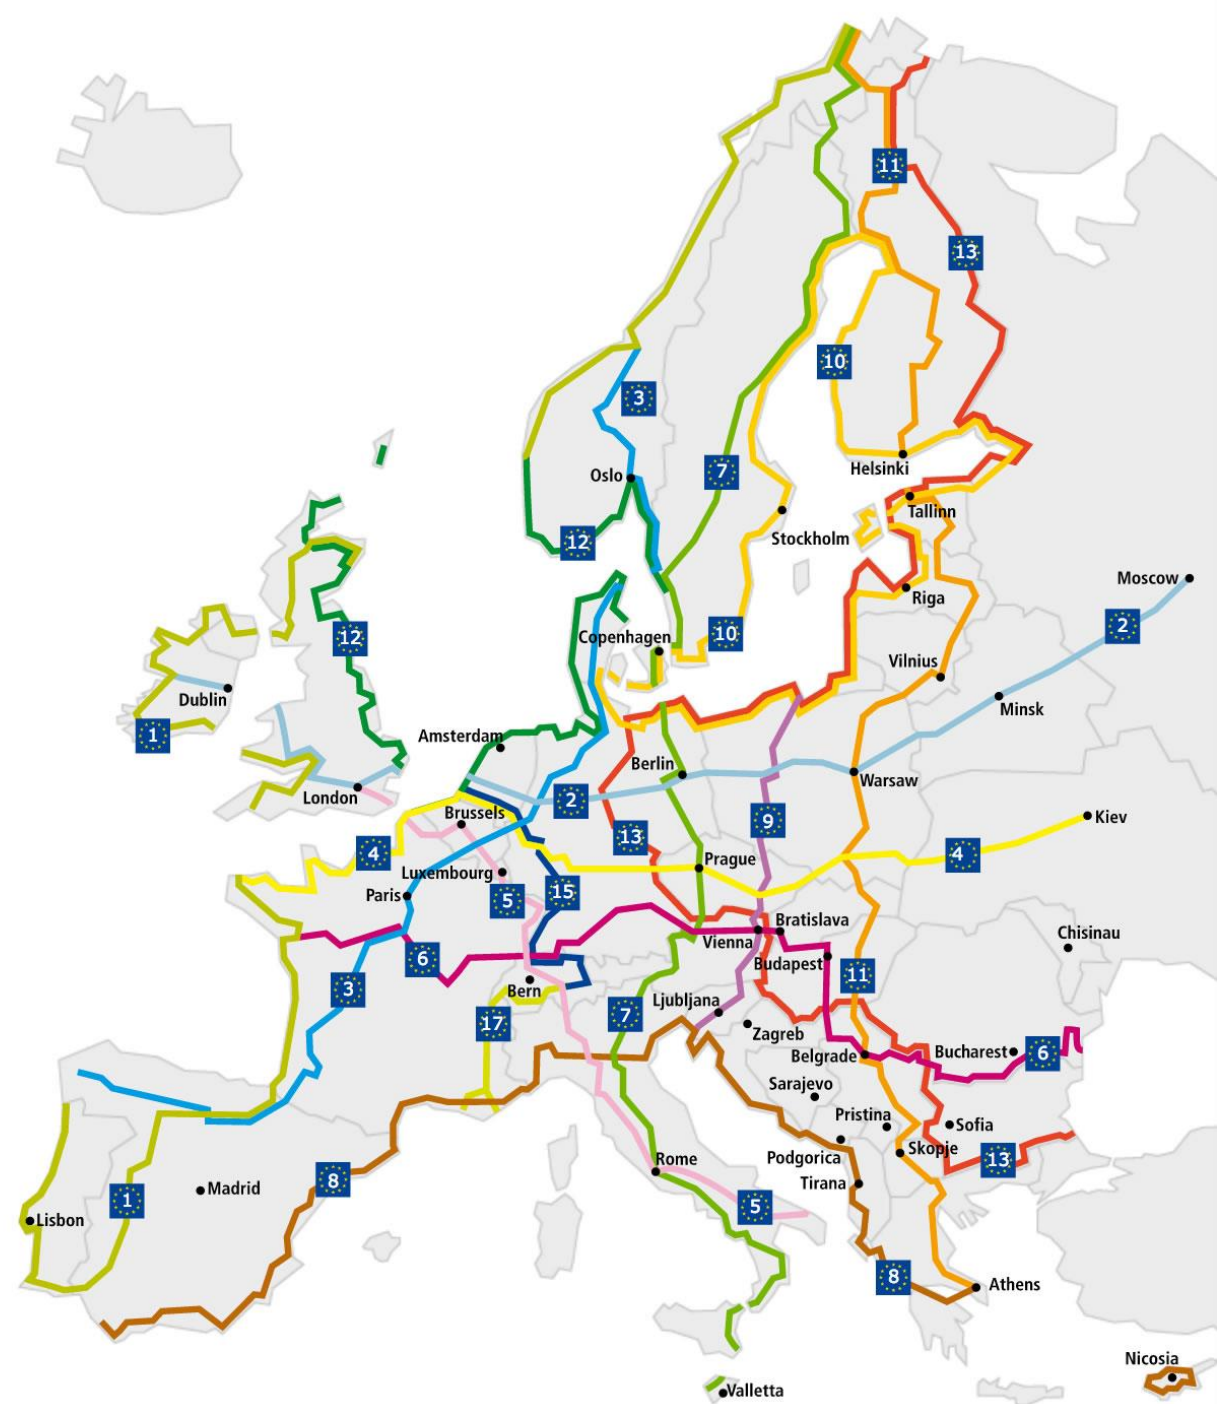 11
13
10
3
7
Helsinki
Oslo
Tallinn
Stockholm
12
Moscow
Riga
2
12
10
Copenhagen
Vilnius
Dublin
Minsk
1
Amsterdam
Berlin
Warsaw
London
2
Brussels
9
Kiev
13
4
4
Prague
Luxembourg
15
Paris
5
Bratislava
Chisinau
Vienna
6
Budapest
11
Bern
3
Ljubljana
7
17
Zagreb
Belgrade
Bucharest
6
Sarajevo
Pristina
Sofia
Skopje
Podgorica
Rome
13
8
Tirana
Madrid
1
5
Lisbon
8
Athens
Nicosia
Valletta